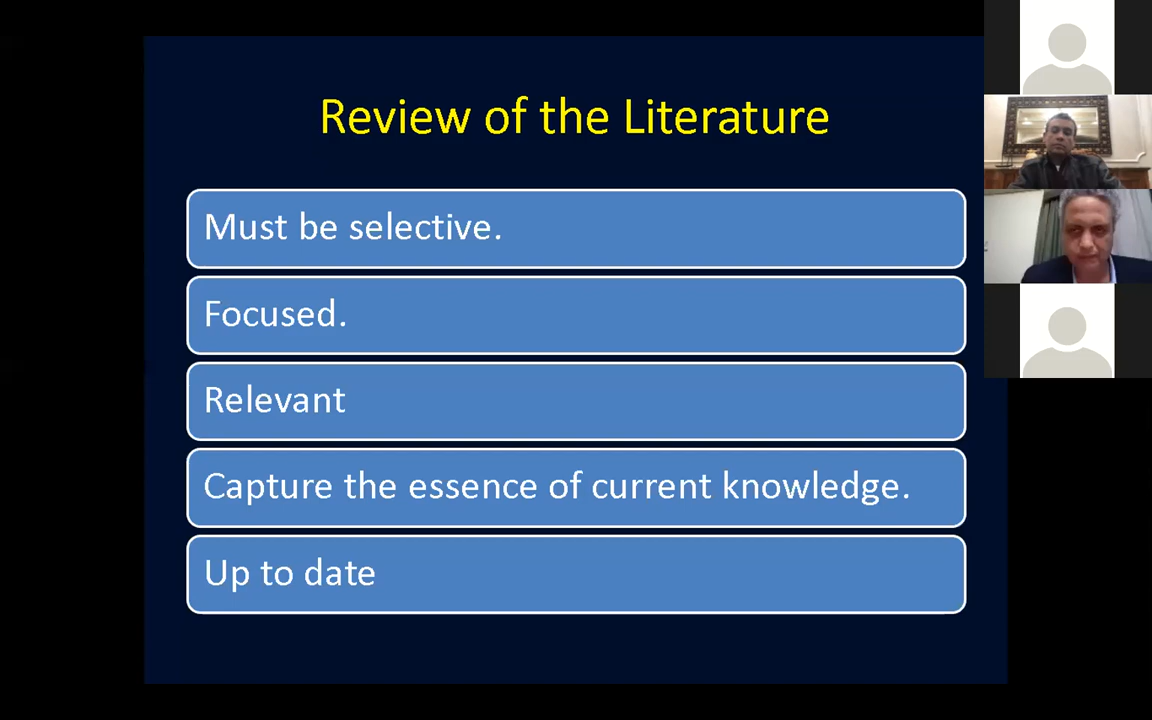 Review of the Literature
Must be selective.
Focused.
Relevant
Capture the essence of current knowledge.
Up to date